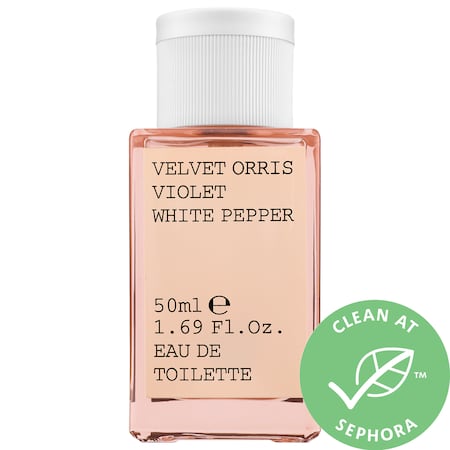 VELVET ORRIS
VIOLET
WHITE PEPPER
50ml ℮
1.69 Fl.Oz.
EAU DE
TOILETTE
CLEAN AT
™
SEPHORA